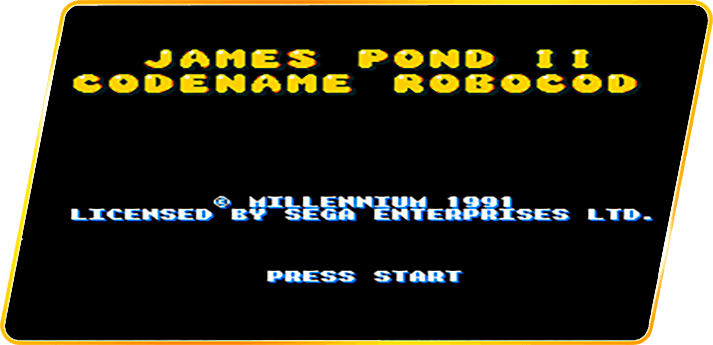 JAMES POND II
CODENAME ROBOCOD
© MILLENNIUM 1991
LICENSED BY SEGA ENTERPRISES LTD.
PRESS START